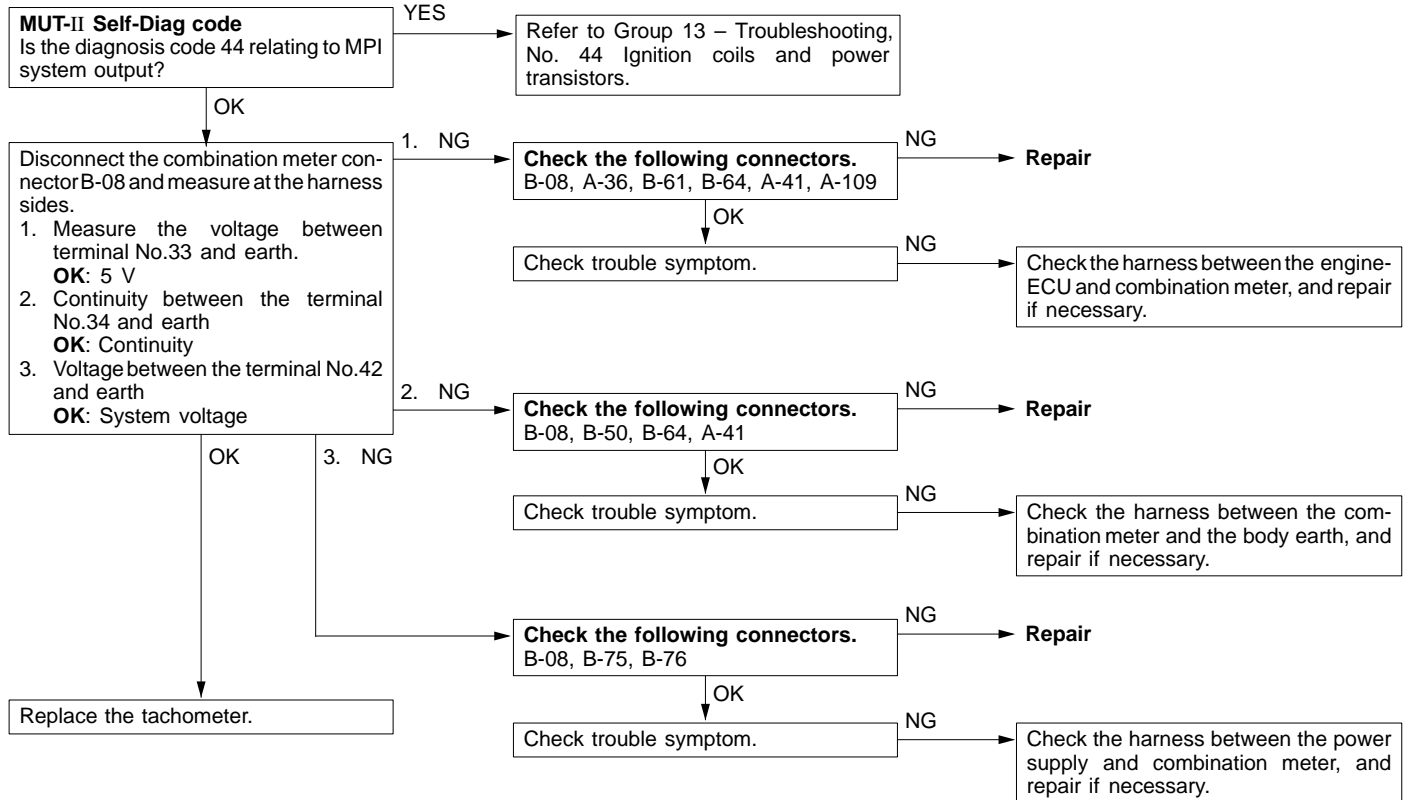 MUT-II Self-Diag code
Is the diagnosis code 44 relating to MPI
system output?
YES
Refer to Group 13 – Troubleshooting,
No. 44 Ignition coils and power
transistors.
OK
Disconnect the combination meter con-
nector B-08 and measure at the harness
sides.
1. Measure the voltage between
terminal No.33 and earth.
OK: 5 V
2. Continuity between the terminal
No.34 and earth
OK: Continuity
3. Voltage between the terminal No.42
and earth
OK: System voltage
1. NG
Check the following connectors.
B-08, A-36, B-61, B-64, A-41, A-109
NG
Repair
OK
Check trouble symptom.
NG
Check the harness between the engine-
ECU and combination meter, and repair
if necessary.
2. NG
Check the following connectors.
B-08, B-50, B-64, A-41
NG
Repair
OK
Check trouble symptom.
NG
Check the harness between the com-
bination meter and the body earth, and
repair if necessary.
OK
3. NG
Check the following connectors.
B-08, B-75, B-76
NG
Repair
OK
Check trouble symptom.
NG
Check the harness between the power
supply and combination meter, and
repair if necessary.
Replace the tachometer.